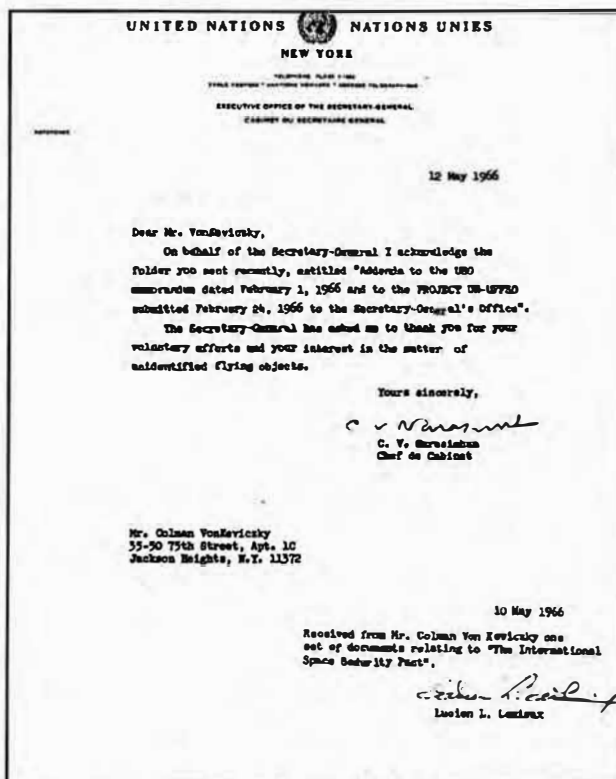 UNITED NATIONS NATIONS UNIES
NEW YORK
EXECUTIVE OFFICE OF THE SECRETARY-GENERAL
CABINET DU SECRETAIRE GENERAL
REFERENCE
12 May 1966
Dear Mr. VonKeviczky,
On behalf of the Secretary-General I acknowledge the
folder you sent recently, entitled "Addenda to the UFO
memorandum dated February 1, 1966 and to the PROJECT
submitted February 24, 1966 to the Secretary-General's Office".
The Secretary-General has asked me to thank you for your
voluntary efforts and your interest in the matter of
unidentified flying objects.
Yours sincerely,
C. V. Narasimhan
Chef de Cabinet
Mr. Colman VonKeviczky
35-50 75th Street, Apt. 1C
Jackson Heights, N.Y. 11372
10 May 1966
Received from Mr. Colman Von Keviczky one
set of documents relating to "The International
Space Security Pact".
Lucien L.